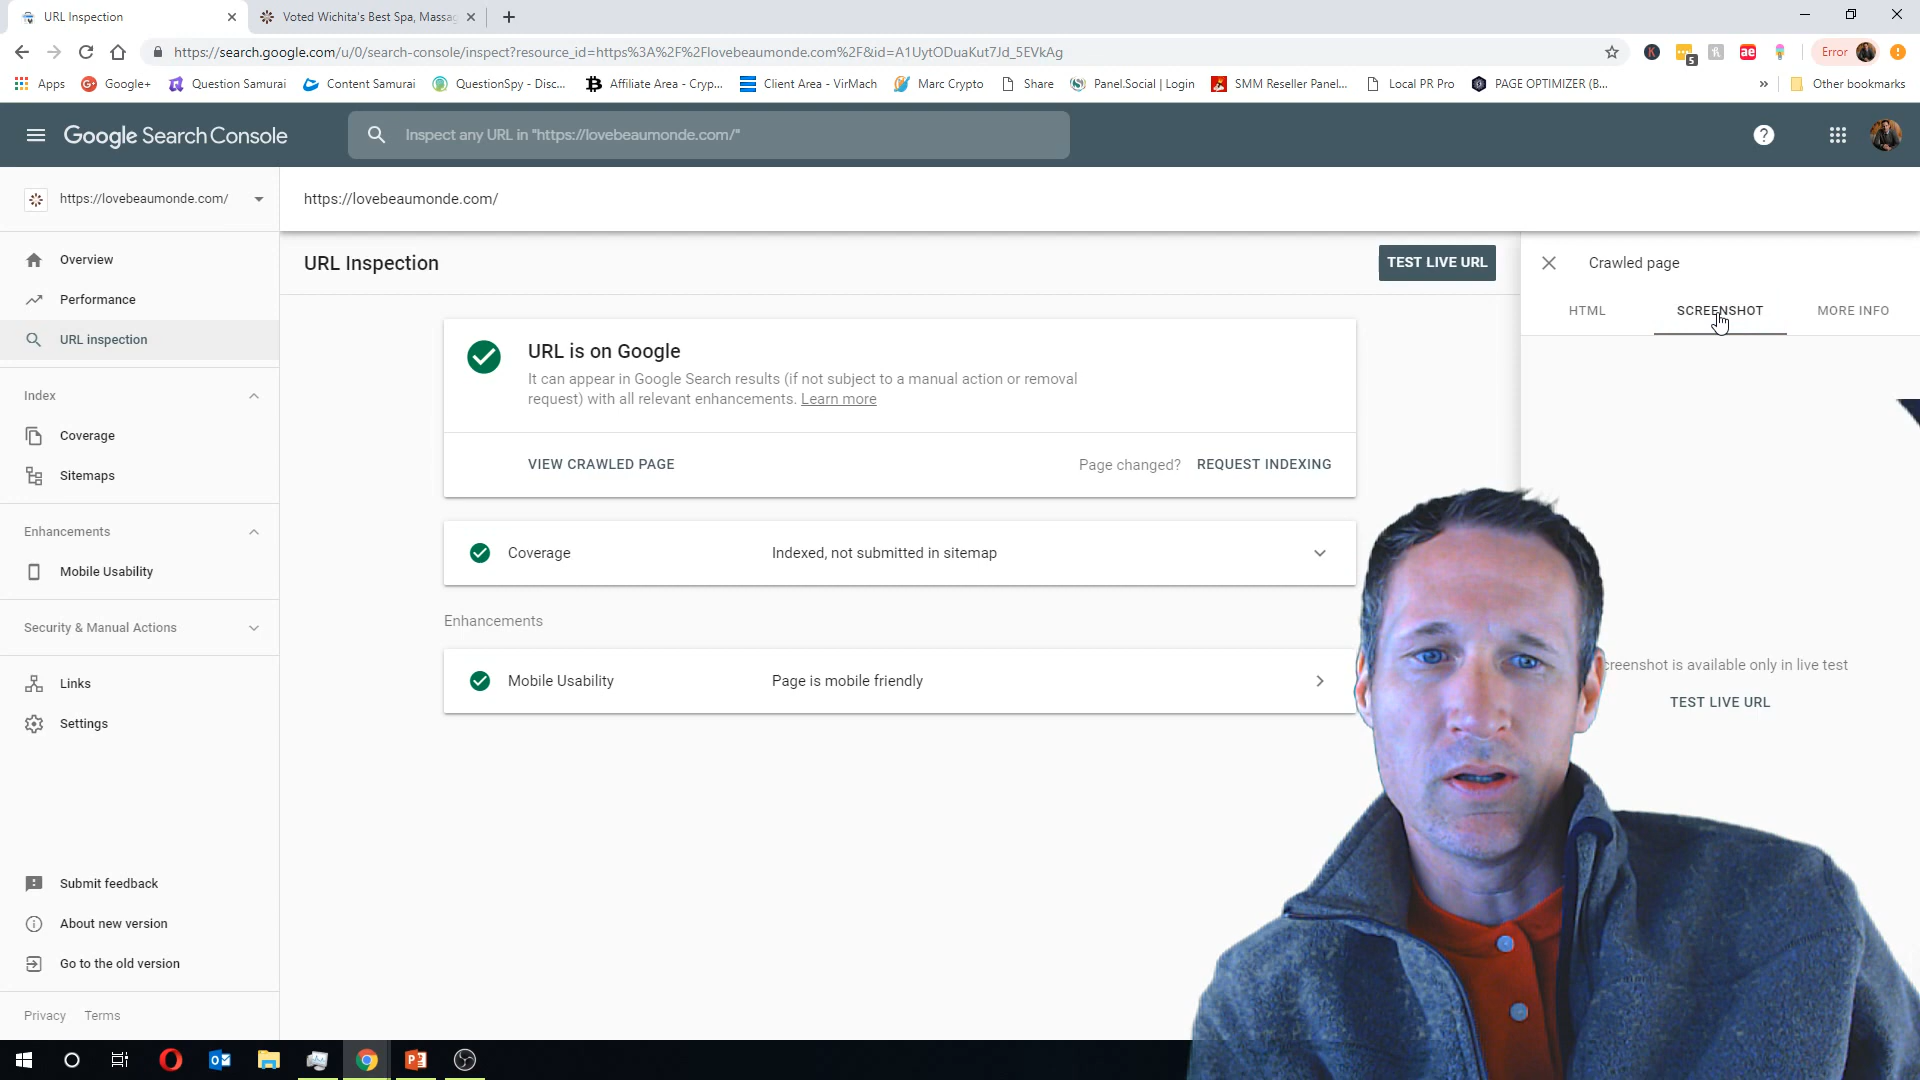 URL Inspection
Voted Wichita's Best Spa, Massag
https://search.google.com/u/0/search-console/inspect?resource_id=https%3A%2F%2Flovebeaumonde.com%2F&id=A1UytODuaKut7Jd_5EVkAg
5
Error
Apps
Google+
Question Samurai
Content Samurai
QuestionSpy - Disc...
Affiliate Area - Cryp...
Client Area - VirMach
Marc Crypto
Share
Panel.Social | Login
SMM Reseller Panel...
Local PR Pro
PAGE OPTIMIZER (B...
»
Other bookmarks
Google Search Console
Inspect any URL in "https://lovebeaumonde.com/"
https://lovebeaumonde.com/
https://lovebeaumonde.com/
Overview
Performance
URL inspection
Index
Coverage
Sitemaps
Enhancements
Mobile Usability
Security & Manual Actions
Links
Settings
Submit feedback
About new version
Go to the old version
Privacy
Terms
URL Inspection
TEST LIVE URL
URL is on Google
It can appear in Google Search results (if not subject to a manual action or removal
request) with all relevant enhancements. Learn more
VIEW CRAWLED PAGE
Page changed?
REQUEST INDEXING
Coverage
Indexed, not submitted in sitemap
Enhancements
Mobile Usability
Page is mobile friendly
Crawled page
HTML
SCREENSHOT
MORE INFO
creenshot is available only in live test
TEST LIVE URL